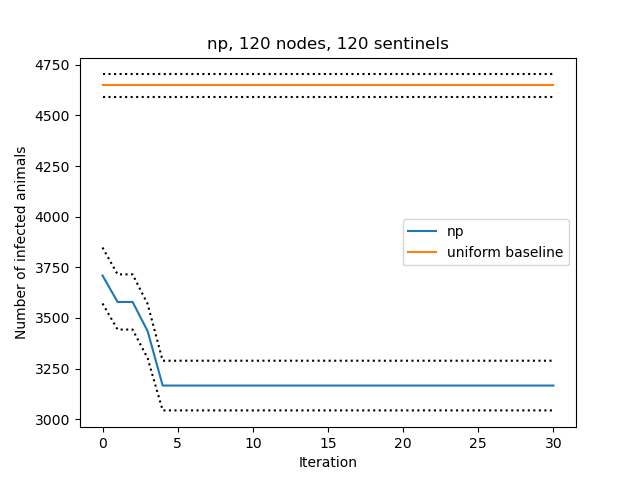 np, 120 nodes, 120 sentinels
Number of infected animals
4750
4500
4250
4000
3750
3500
3250
3000
np
uniform baseline
0 5 10 15 20 25 30
Iteration